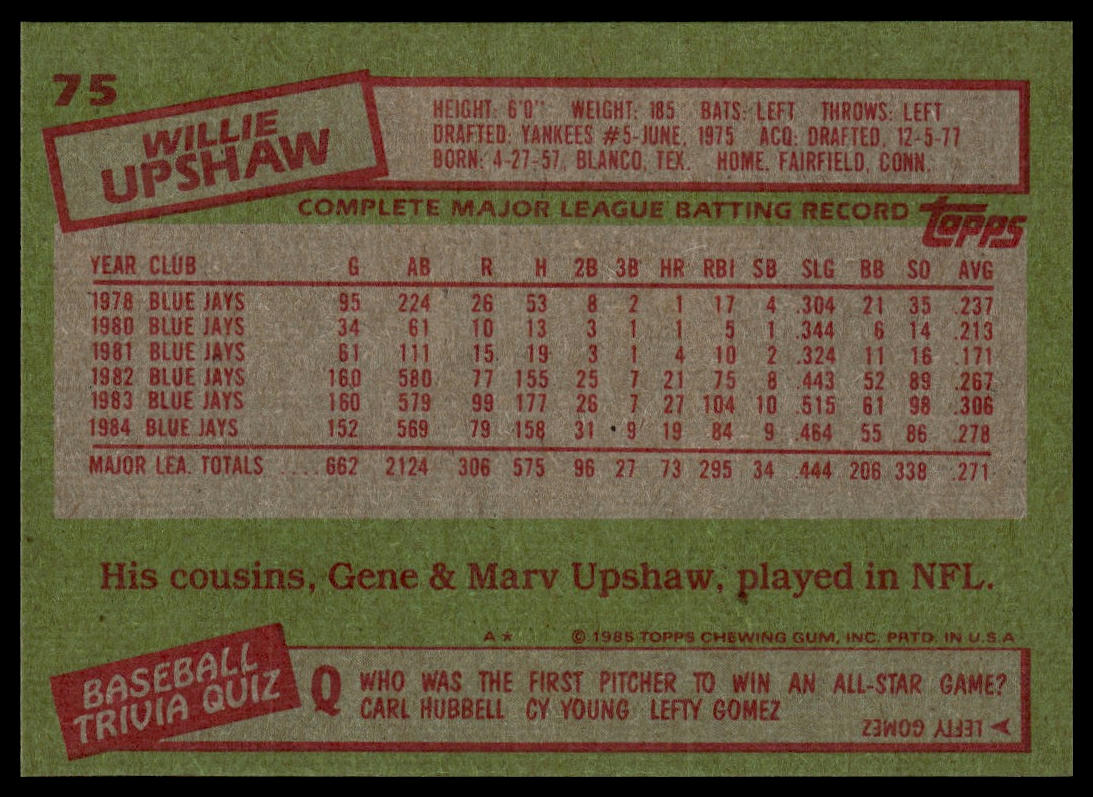 75
WILLIE
UPSHAW
HEIGHT: 6'0" WEIGHT: 185 BATS: LEFT THROWS: LEFT
DRAFTED: YANKEES #5-JUNE, 1975 ACQ: DRAFTED, 12-5-77
BORN: 4-27-57, BLANCO, TEX. HOME: FAIRFIELD, CONN.
COMPLETE MAJOR LEAGUE BATTING RECORD
topps
YEAR CLUB G AB R H 2B 3B HR RBI SB SLG BB SO AVG
1978 BLUE JAYS 95 224 26 53 8 2 1 17 4 .304 21 35 .237
1980 BLUE JAYS 34 61 10 13 3 1 1 5 1 .344 6 14 .213
1981 BLUE JAYS 61 111 15 19 3 1 4 10 2 .324 11 16 .171
1982 BLUE JAYS 160 580 77 155 25 7 21 75 8 .443 52 89 .267
1983 BLUE JAYS 160 579 99 177 26 7 27 104 10 .515 61 98 .306
1984 BLUE JAYS 152 569 79 158 31 9 19 84 9 .464 55 86 .278
MAJOR LEA. TOTALS .... 662 2124 306 575 96 27 73 295 34 .444 206 338 .271
His cousins, Gene & Marv Upshaw, played in NFL.
A* © 1985 TOPPS CHEWING GUM, INC. PRTD. IN U.S.A
BASEBALL
TRIVIA QUIZ
Q WHO WAS THE FIRST PITCHER TO WIN AN ALL-STAR GAME?
CARL HUBBELL CY YOUNG LEFTY GOMEZ
LEFTY GOMEZ